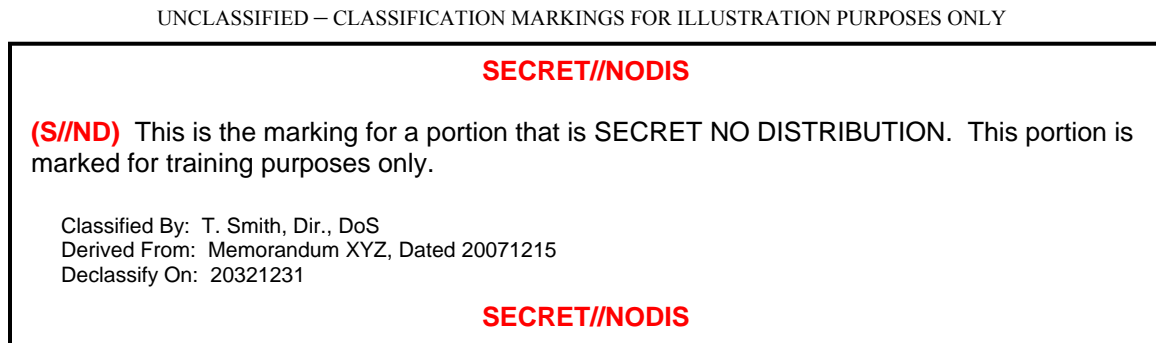 UNCLASSIFIED – CLASSIFICATION MARKINGS FOR ILLUSTRATION PURPOSES ONLY
SECRET//NODIS
(S//ND) This is the marking for a portion that is SECRET NO DISTRIBUTION. This portion is
marked for training purposes only.
Classified By: T. Smith, Dir., DoS
Derived From: Memorandum XYZ, Dated 20071215
Declassify On: 20321231
SECRET//NODIS